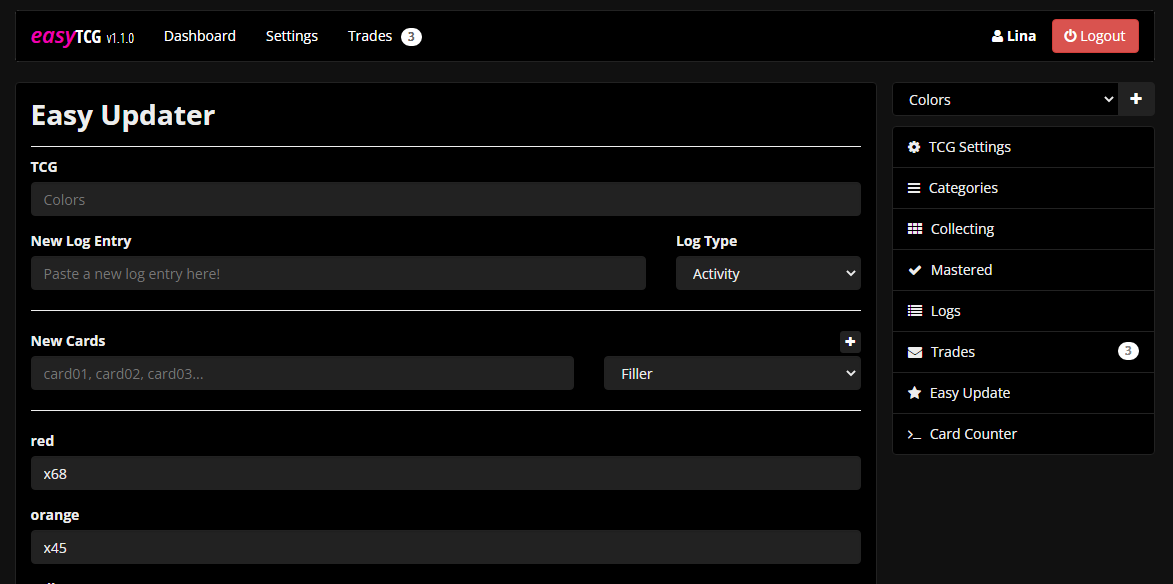 easyTCG v1.1.0 Dashboard Settings Trades 3 Lina Logout
Easy Updater
TCG
Colors
New Log Entry Log Type
Paste a new log entry here! Activity
New Cards
card01, card02, card03... Filler
red
x68
orange
x45
Colors
TCG Settings
Categories
Collecting
Mastered
Logs
Trades 3
Easy Update
Card Counter